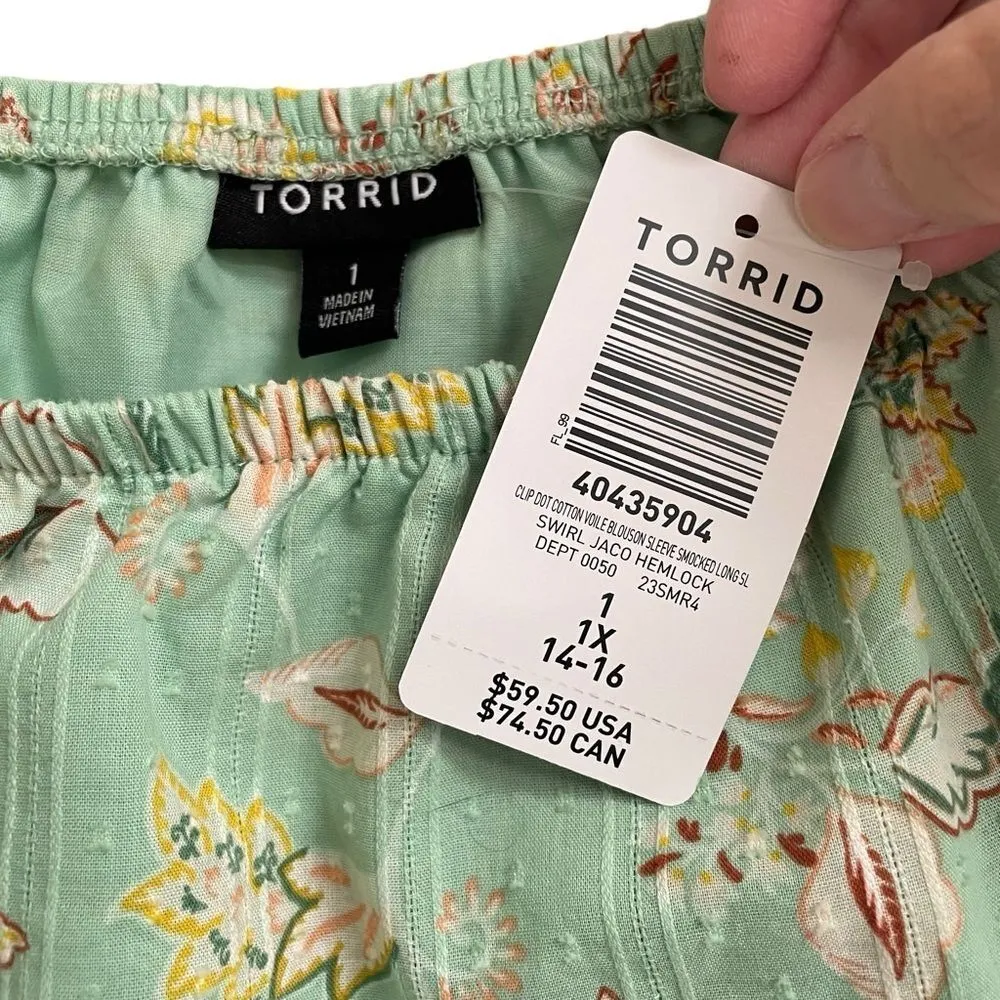 TORRID
1
MADE IN
VIETNAM
TORRID
FL_99
40435904
CLIP DOT COTTON VOILE BLOUSON SLEEVE SMOCKED LONG SL
SWIRL JACO HEMLOCK
DEPT 0050 23SMR4
1
1X
14-16
$59.50 USA
$74.50 CAN